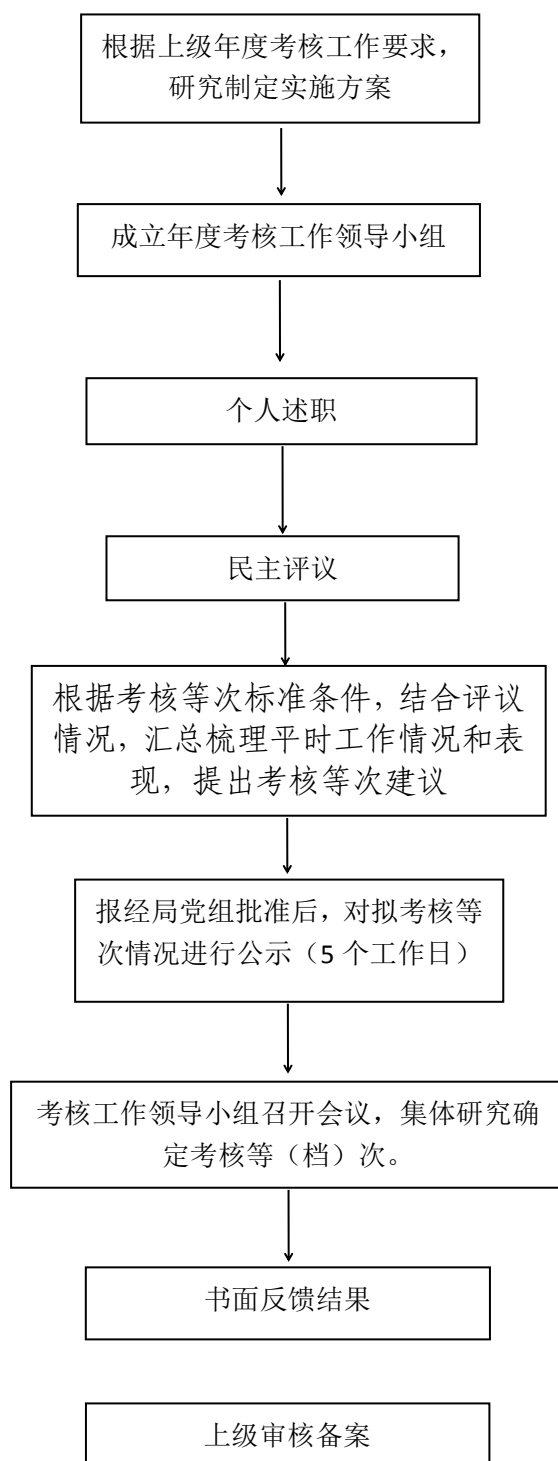 根据上级年度考核工作要求，
研究制定实施方案
成立年度考核工作领导小组
个人述职
民主评议
根据考核等次标准条件，结合评议
情况，汇总梳理平时工作情况和表
现，提出考核等次建议
报经局党组批准后，对拟考核等
次情况进行公示（5 个工作日）
考核工作领导小组召开会议，集体研究确
定考核等（档）次。
书面反馈结果
上级审核备案